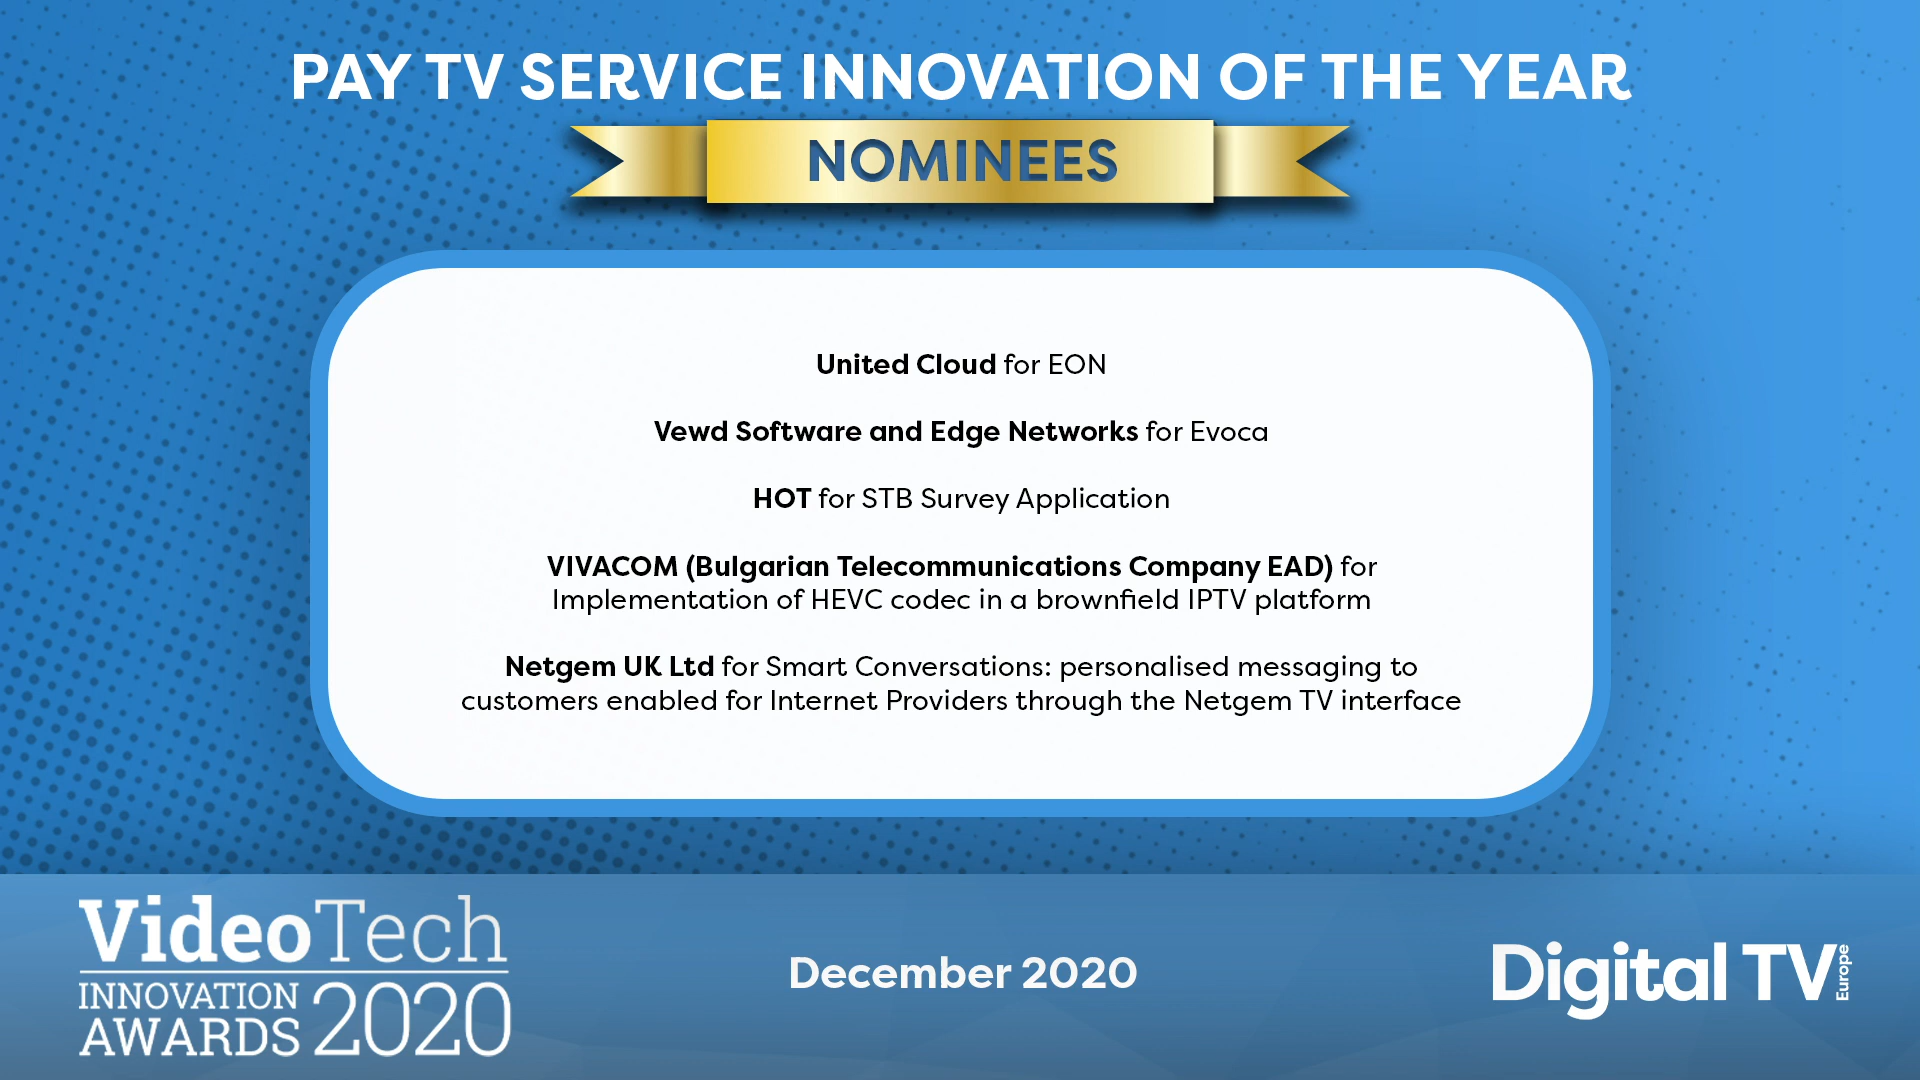 PAY TV SERVICE INNOVATION OF THE YEAR
NOMINEES
United Cloud for EON
Vewd Software and Edge Networks for Evoca
HOT for STB Survey Application
VIVACOM (Bulgarian Telecommunications Company EAD) for
Implementation of HEVC codec in a brownfield IPTV platform
Netgem UK Ltd for Smart Conversations: personalised messaging to
customers enabled for Internet Providers through the Netgem TV interface
VideoTech
INNOVATION
AWARDS 2020
December 2020
Digital TV Europe